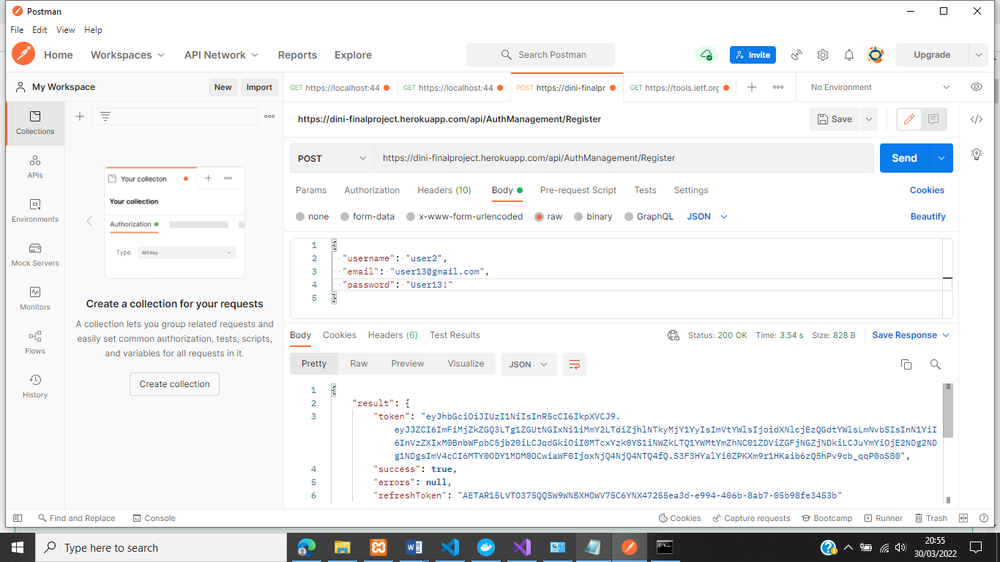 Postman
File Edit View Help
Home Workspaces API Network Reports Explore Search Postman Invite Upgrade
My Workspace New Import GET https://localhost:44 GET https://localhost:44 POST https://dini-finalpr GET https://tools.ietf.org No Environment
https://dini-finalproject.herokuapp.com/api/AuthManagement/Register Save
Collections
APIs
Environments
Mock Servers
Monitors
Flows
History
Your collecton
Your collection
Authorization
Type API Key
Create a collection for your requests
A collection lets you group related requests and
easily set common authorization, tests, scripts,
and variables for all requests in it.
Create collection
POST https://dini-finalproject.herokuapp.com/api/AuthManagement/Register Send
Params Authorization Headers (10) Body Pre-request Script Tests Settings Cookies
none form-data x-www-form-urlencoded raw binary GraphQL JSON Beautify
1 {
2 "username": "user2",
3 "email": "user13@gmail.com",
4 "password": "User13!"
5 }
Body Cookies Headers (6) Test Results Status: 200 OK Time: 3.54 s Size: 828 B Save Response
Pretty Raw Preview Visualize JSON
1 {
2 "result": {
3 "token": "eyJhbGciOiJIUzI1NiIsInR5cCI6IkpXVCJ9.
eyJJZCI6ImFiMjZkZGQ3LTg1ZGUtNGIxNi1iMmY2LTdiZjhlNTkyMjY1YyIsImVtYWlsIjoidXNlcjEzQGdtYWlsLmNvbSIsInN1YiI
6InVzZXIxM0BnbWFpbC5jb20iLCJqdGkiOiI0MTcxYzk0YS1iNWZkLTQ1YWMtYmZhNC01ZDViZGFjNGZjNDkiLCJuYmYiOjE2NDg2ND
g1NDgsImV4cCI6MTY0ODY1MDM0OCwiaWF0IjoxNjQ4NjQ4NTQ4fQ.S3F3HYalYi0ZPKXm9r1HKaib6zQ5hPv9cb_qqP0oS80",
4 "success": true,
5 "errors": null,
6 "refreshToken": "AETAR15LVTO375QQSW9WNBXHOWV75C6YNX47255ea3d-e994-406b-8ab7-05b98fe3453b"
Find and Replace Console Cookies Capture requests Bootcamp Runner Trash
Type here to search
20:55
30/03/2022